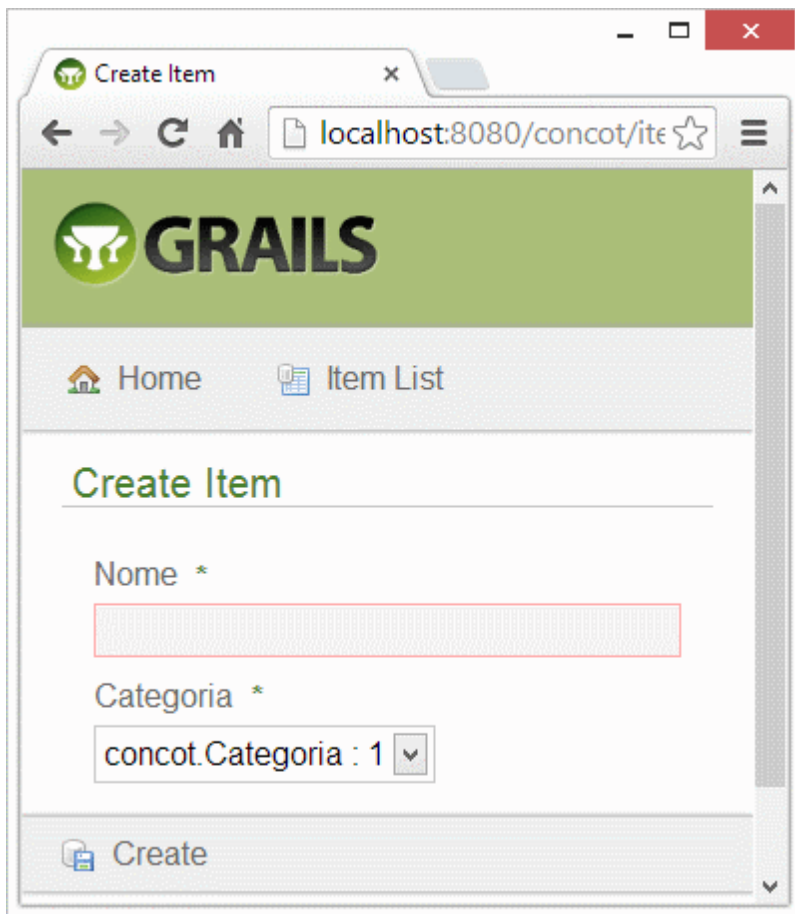 Create Item
localhost:8080/concot/ite
GRAILS
Home Item List
Create Item
Nome *
Categoria *
concot.Categoria : 1
Create